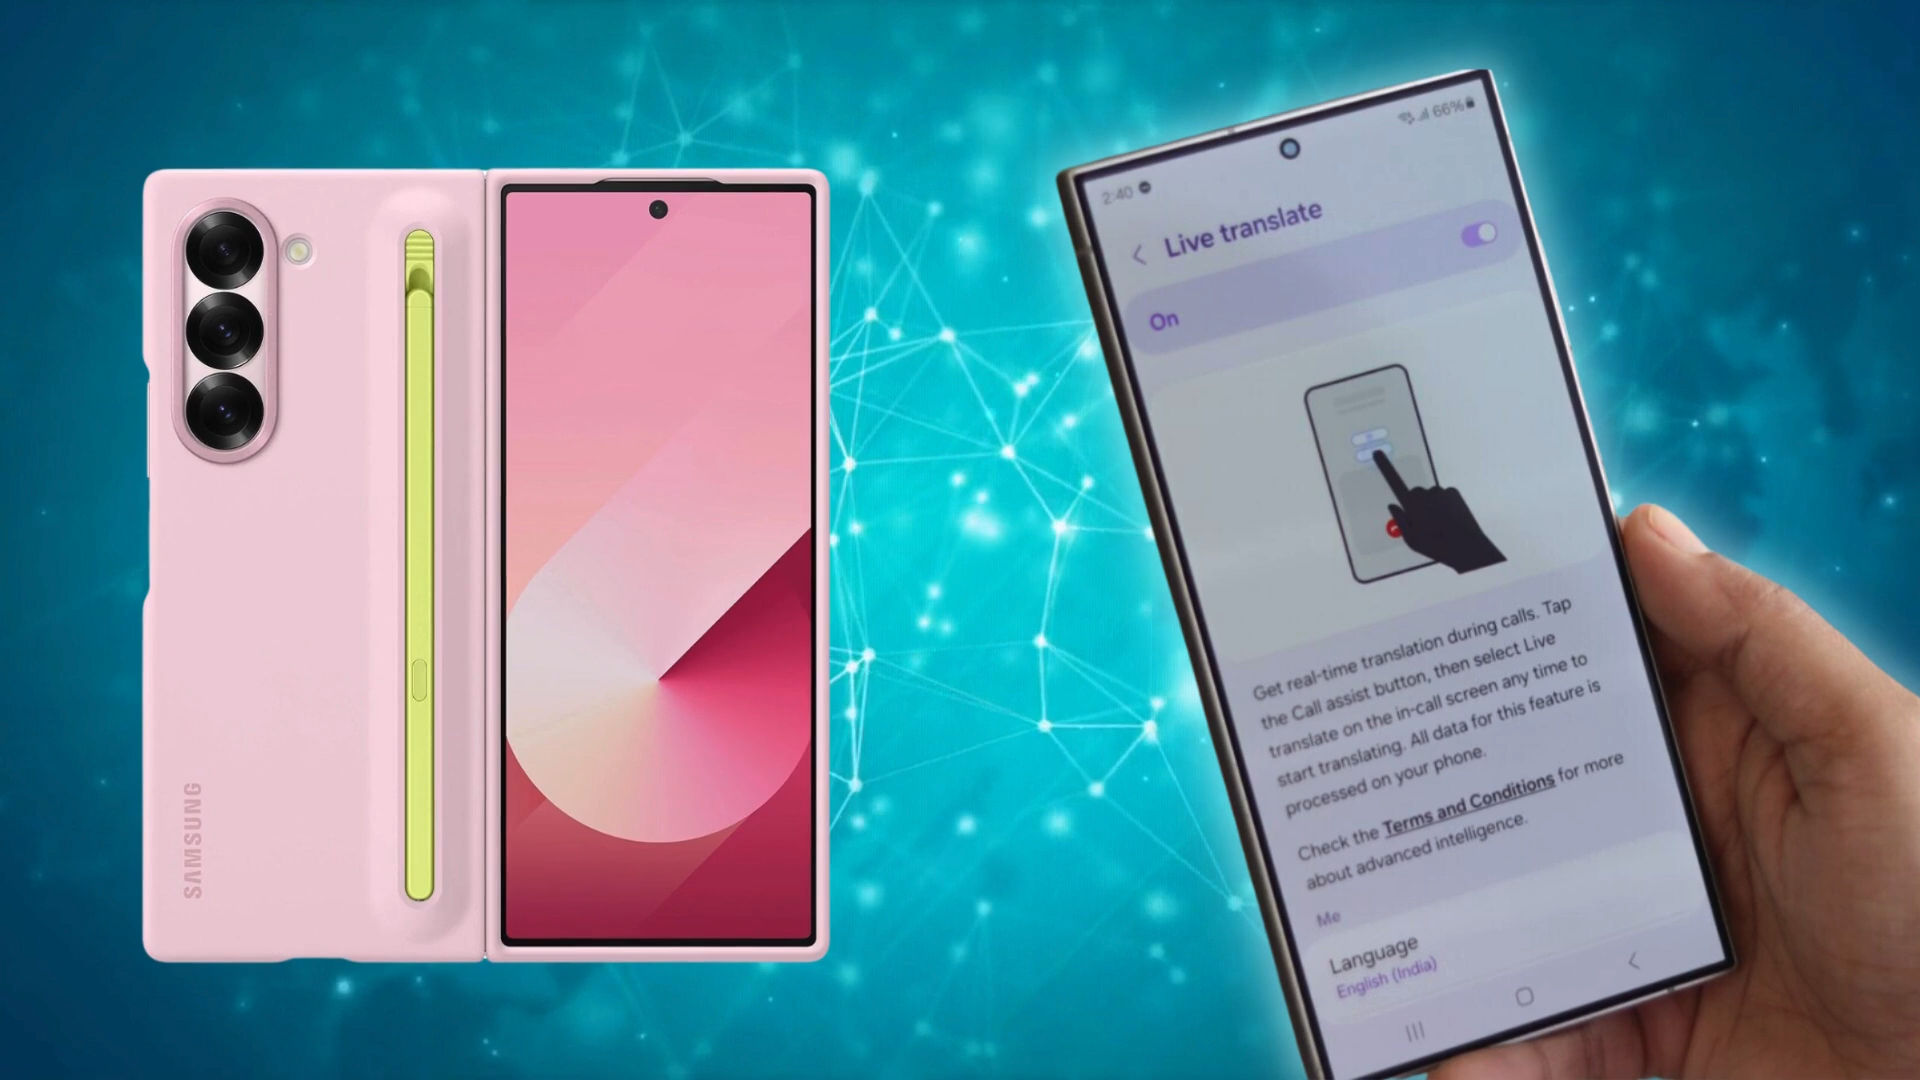 SAMSUNG
2:40
66%
Live translate
On
Get real-time translation during calls. Tap
the Call assist button, then select Live
translate on the in-call screen any time to
start translating. All data for this feature is
processed on your phone.
Check the Terms and Conditions for more
about advanced intelligence.
Me
Language
English (India)